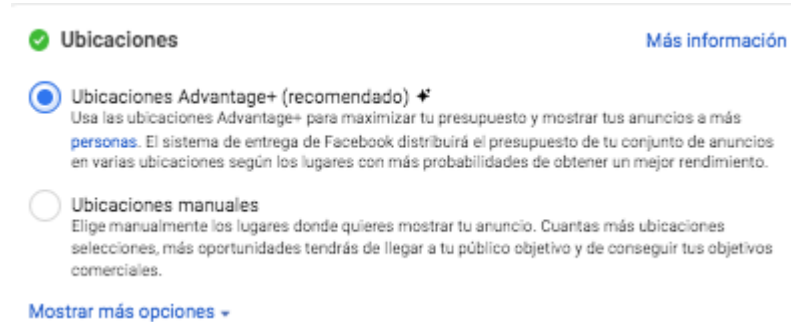 Ubicaciones
Más información
Ubicaciones Advantage+ (recomendado)
Usa las ubicaciones Advantage+ para maximizar tu presupuesto y mostrar tus anuncios a más
personas. El sistema de entrega de Facebook distribuirá el presupuesto de tu conjunto de anuncios
en varias ubicaciones según los lugares con más probabilidades de obtener un mejor rendimiento.
Ubicaciones manuales
Elige manualmente los lugares donde quieres mostrar tu anuncio. Cuantas más ubicaciones
selecciones, más oportunidades tendrás de llegar a tu público objetivo y de conseguir tus objetivos
comerciales.
Mostrar más opciones